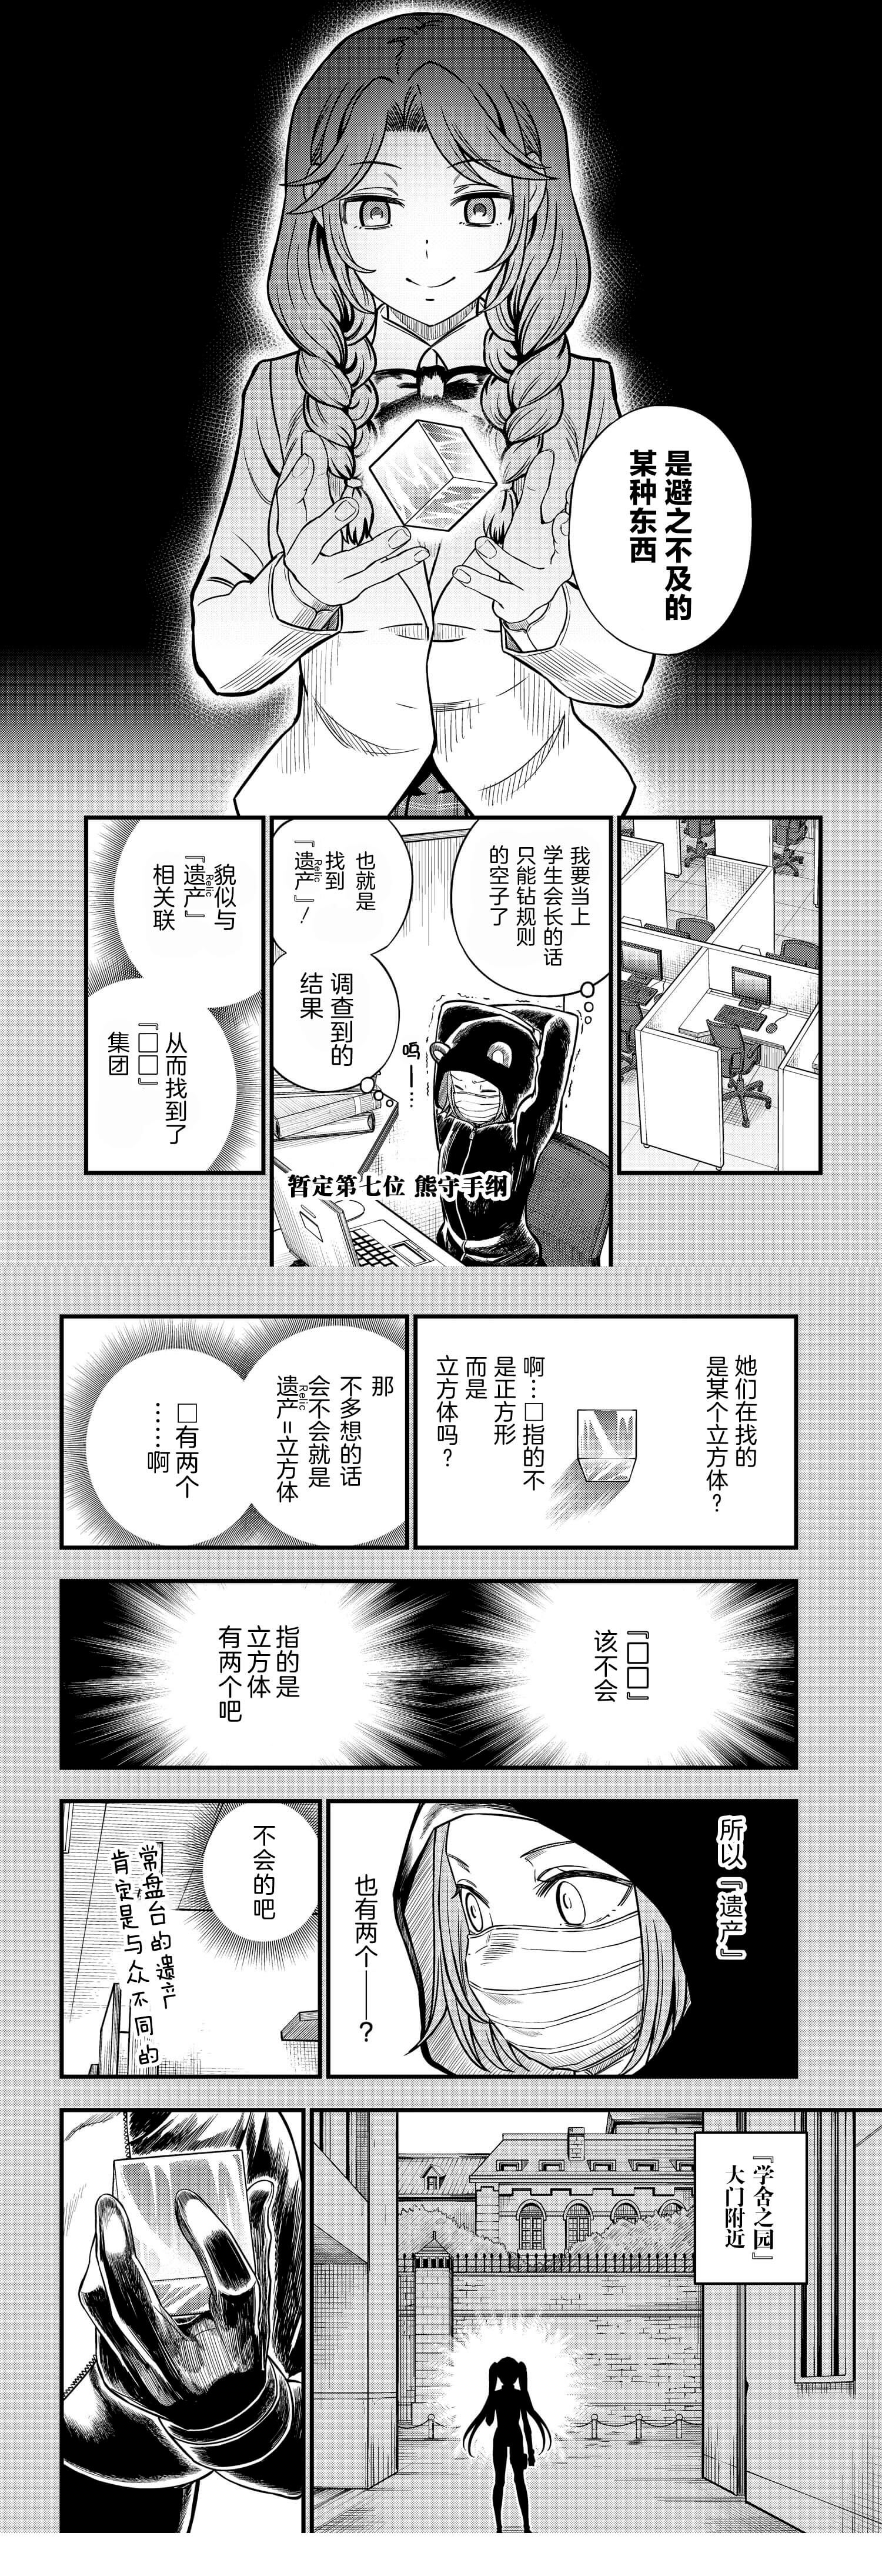 是避之不及的
某种东西
我要当上
学生会长的话
只能钻规则
的空子了
也就是
找到
『遗产』!
Relic
调查到的
结果
呜——……
暂定第七位 熊守手纲
貌似与
『遗产』
Relic
相关联
从而找到了
『□□』
集团
她们在找的
是某个立方体?
啊…□指的不
是正方形
而是
立方体吗?
那
不多想的话
会不会就是
遗产=立方体
Relic
□有两个
……啊
『□□』
该不会
指的是
立方体
有两个吧
所以『遗产』
也有两个——?
不会的吧
常盘台的遗产
肯定是与众不同的
『学舍之园』
大门附近